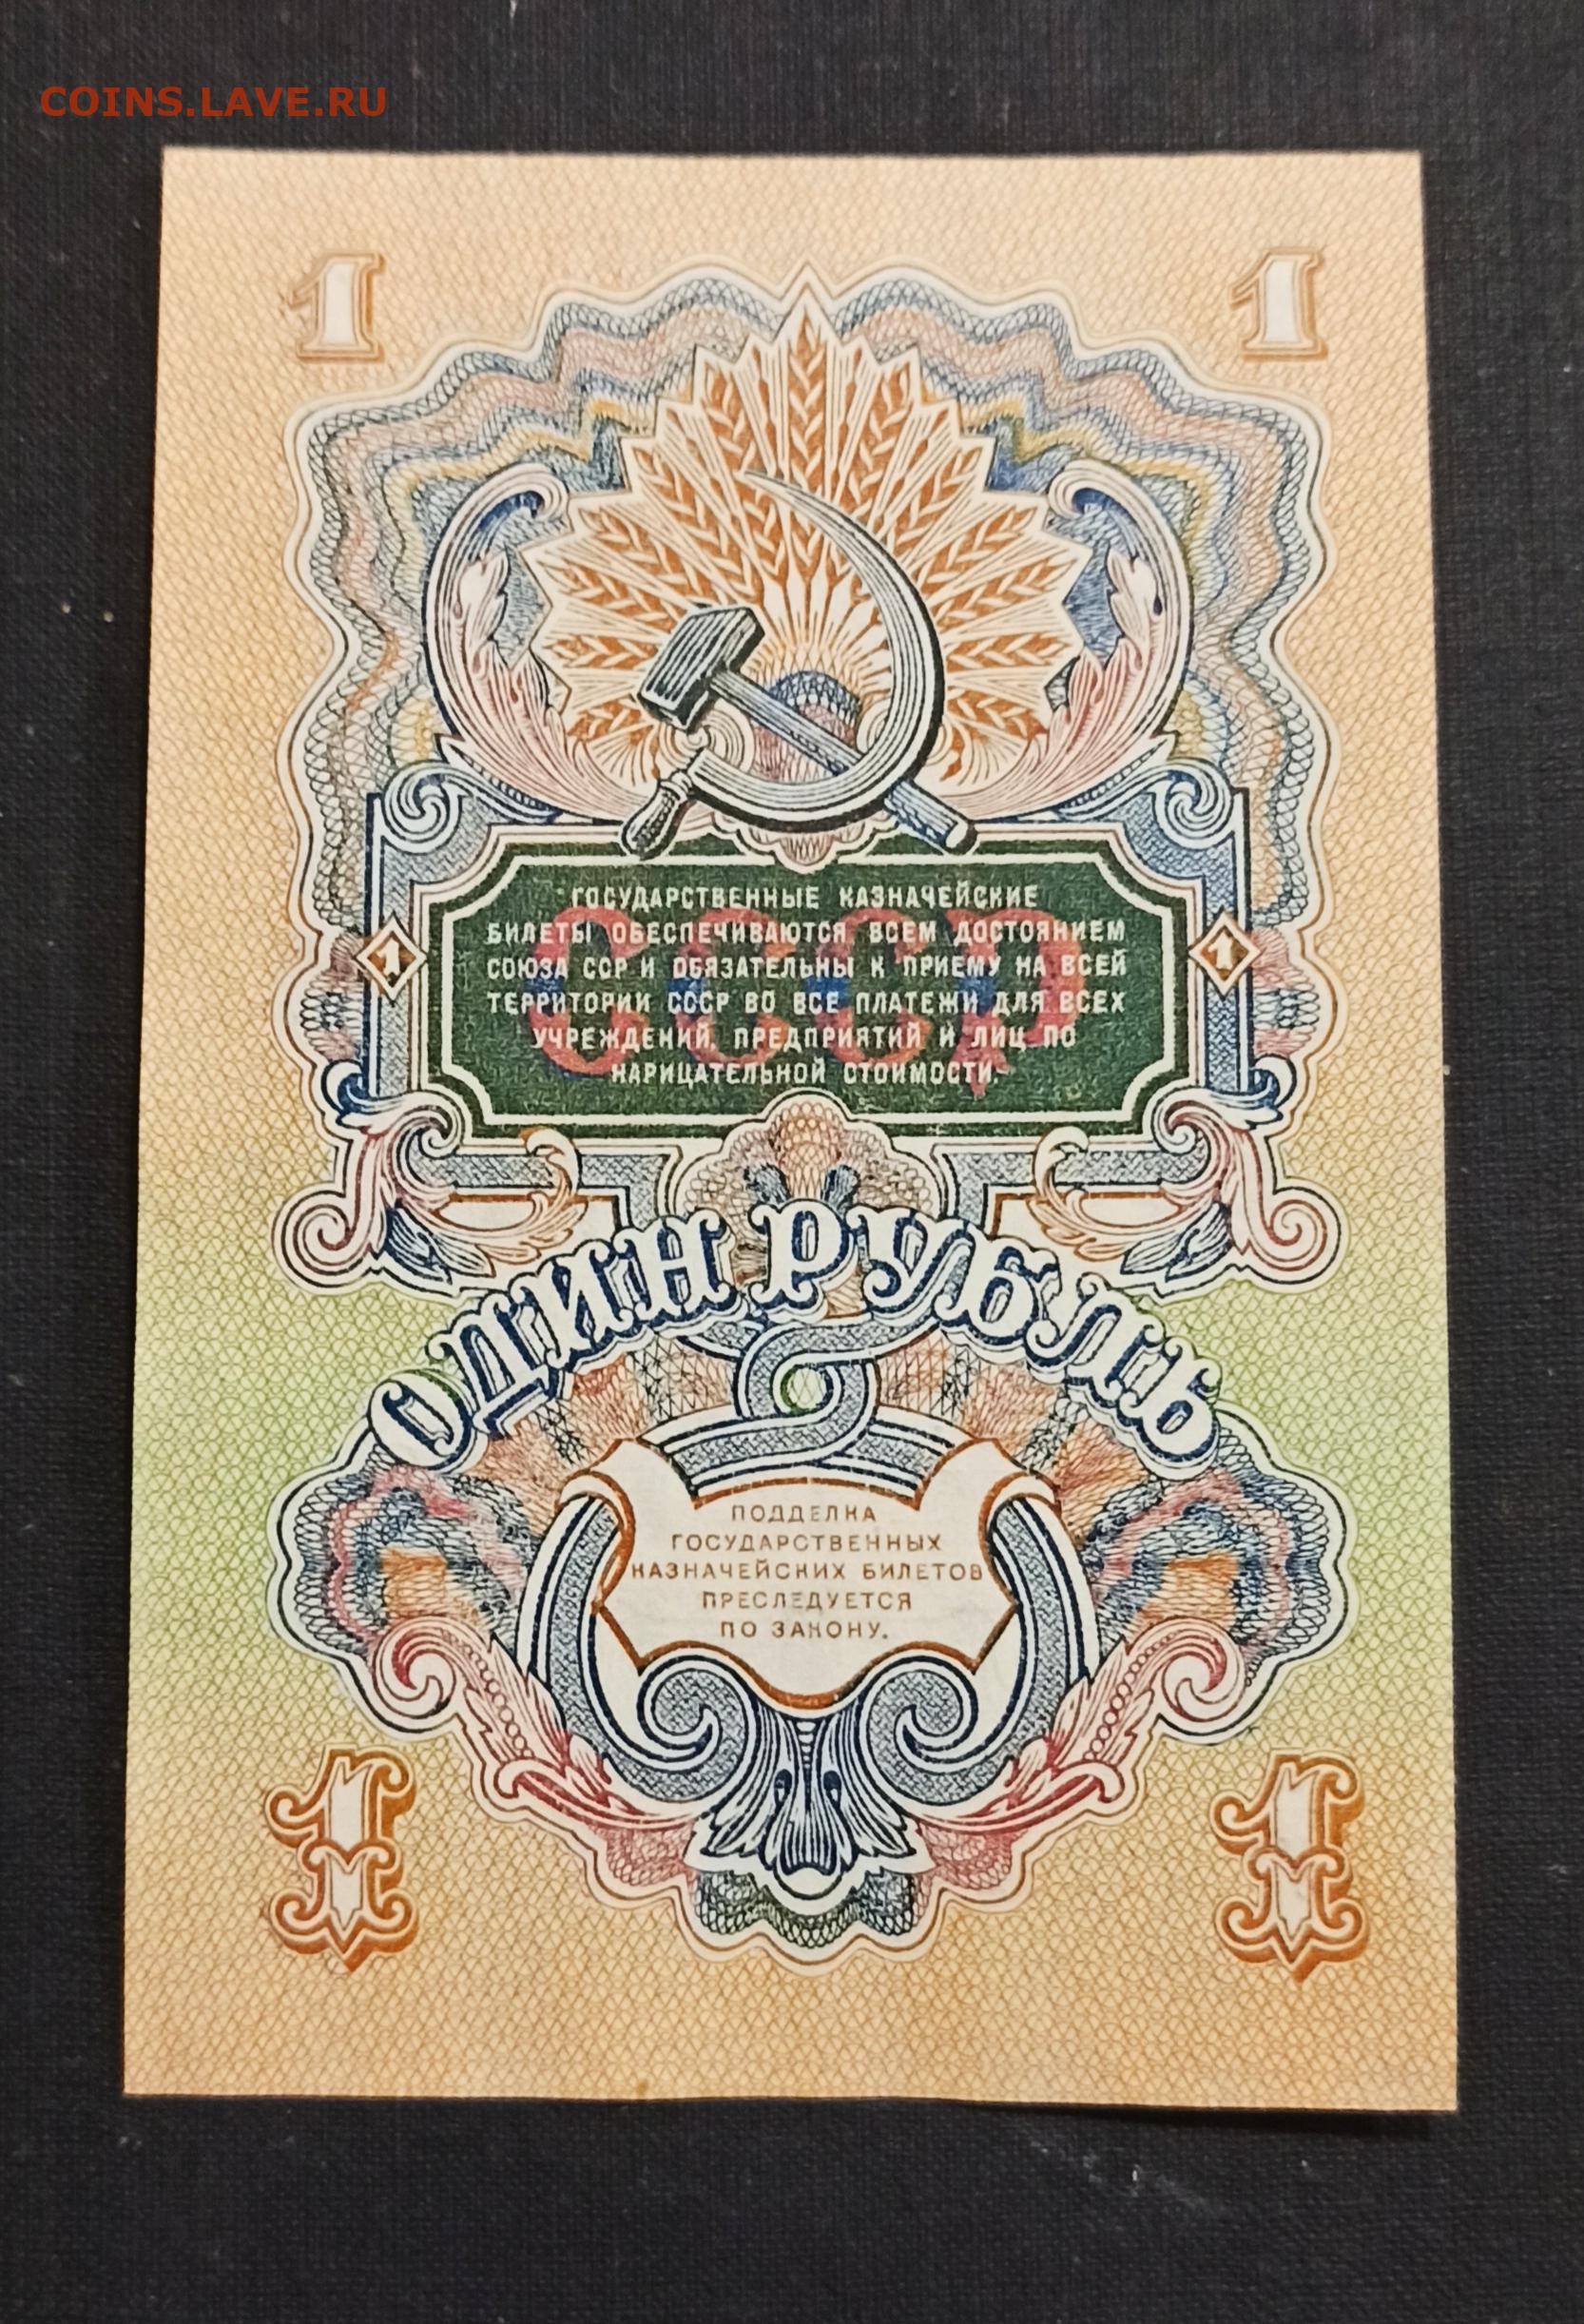 COINS.LAVE.RU
1 1
ГОСУДАРСТВЕННЫЕ КАЗНАЧЕЙСКИЕ
БИЛЕТЫ ОБЕСПЕЧИВАЮТСЯ ВСЕМ ДОСТОЯНИЕМ
СОЮЗА ССР И ОБЯЗАТЕЛЬНЫ К ПРИЕМУ НА ВСЕЙ
1 1
СССР
ТЕРРИТОРИИ СССР ВО ВСЕ ПЛАТЕЖИ ДЛЯ ВСЕХ
УЧРЕЖДЕНИЙ, ПРЕДПРИЯТИЙ И ЛИЦ ПО
НАРИЦАТЕЛЬНОЙ СТОИМОСТИ.
ОДИН РУБЛЬ
ПОДДЕЛКА
ГОСУДАРСТВЕННЫХ
КАЗНАЧЕЙСКИХ БИЛЕТОВ
ПРЕСЛЕДУЕТСЯ
ПО ЗАКОНУ.
1 1